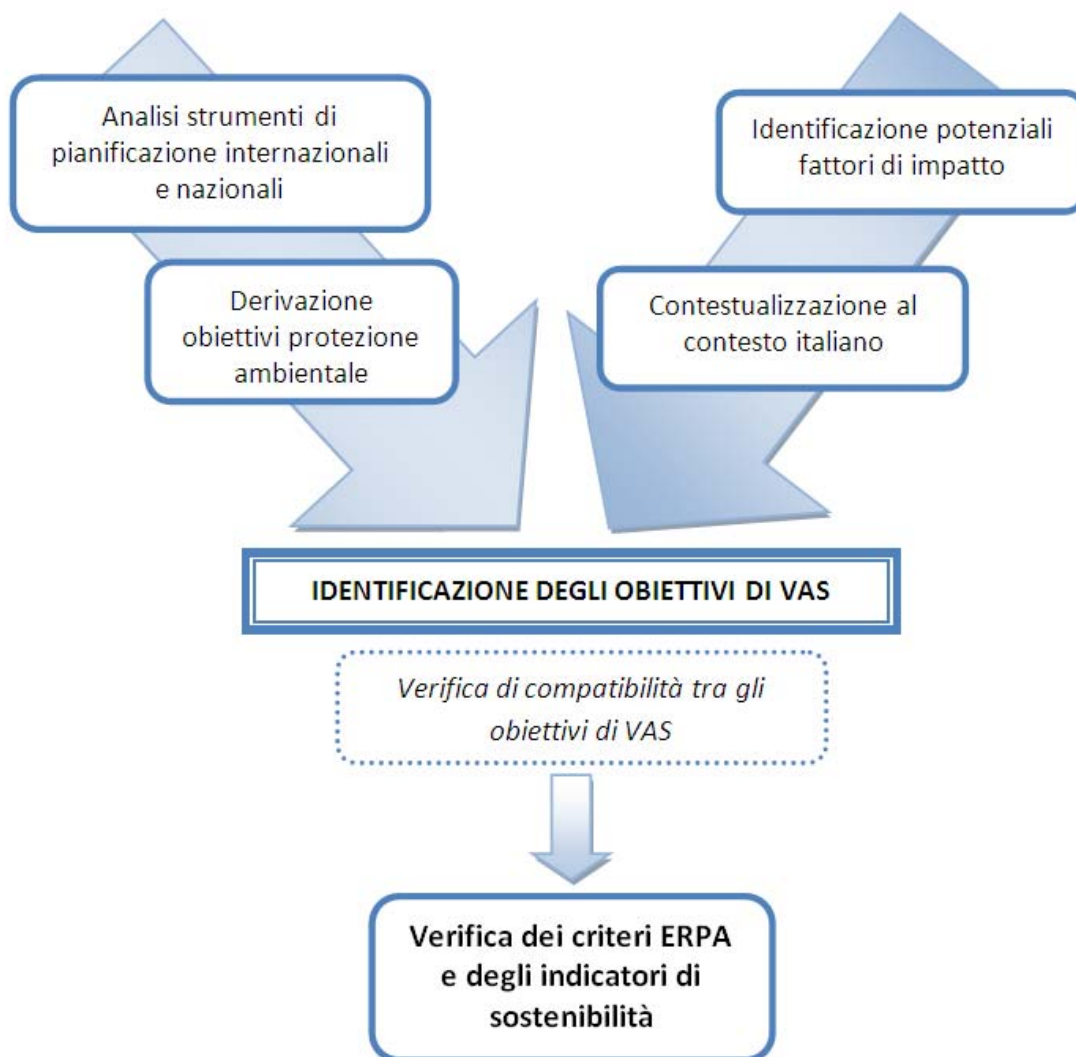 Analisi strumenti di
pianificazione internazionali
e nazionali
Identificazione potenziali
fattori di impatto
Derivazione
obiettivi protezione
ambientale
Contestualizzazione al
contesto italiano
IDENTIFICAZIONE DEGLI OBIETTIVI DI VAS
Verifica di compatibilità tra gli
obiettivi di VAS
Verifica dei criteri ERPA
e degli indicatori di
sostenibilità